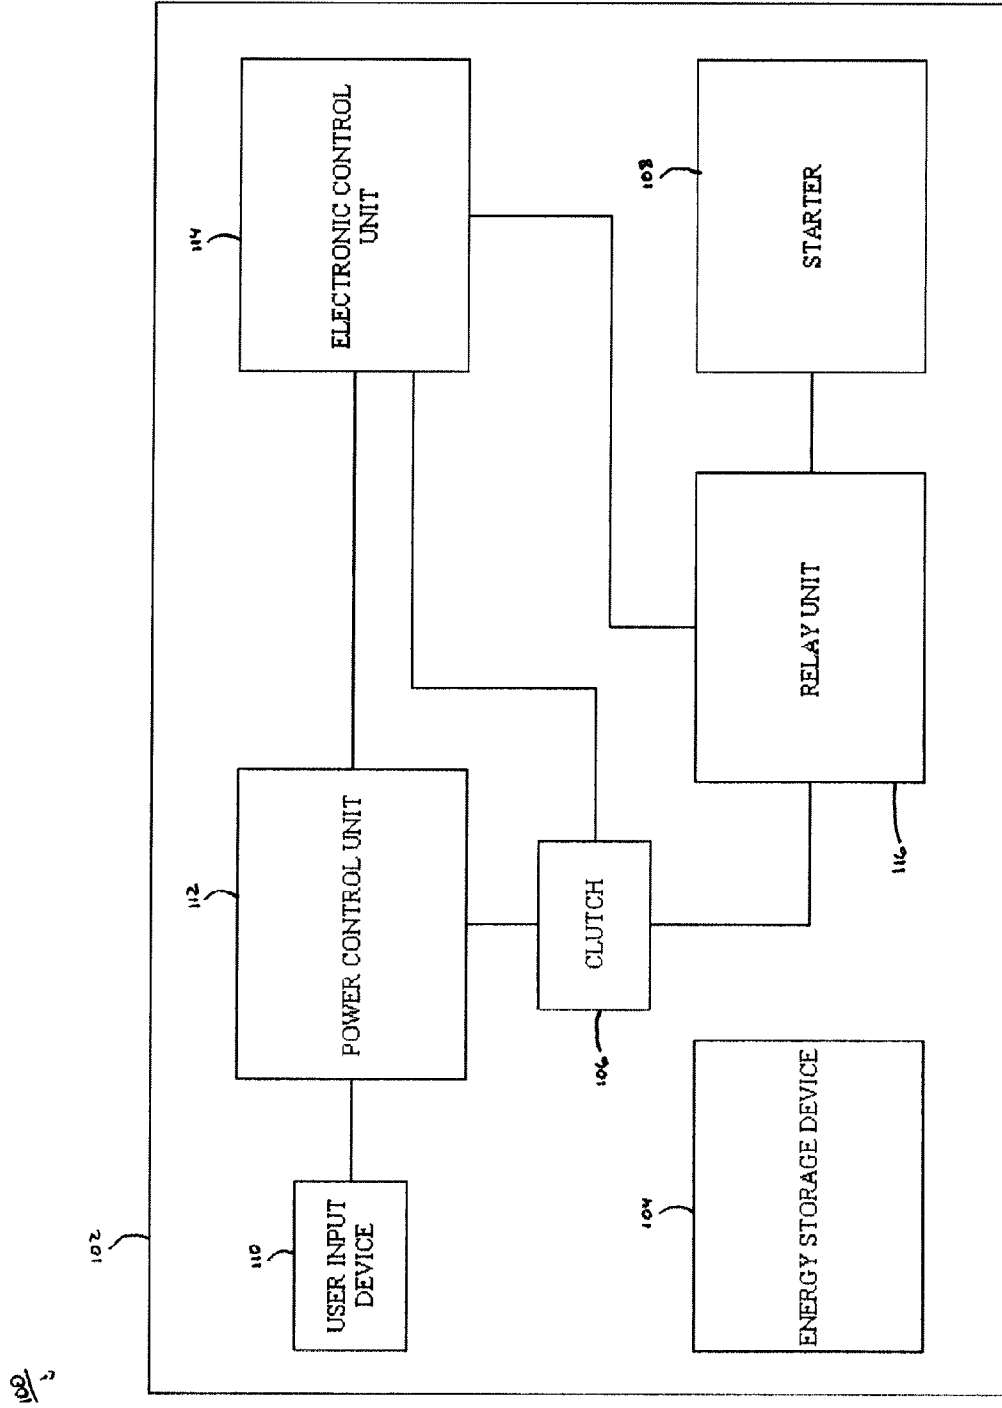 100
102
110
USER INPUT
DEVICE
112
POWER CONTROL UNIT
114
ELECTRONIC CONTROL
UNIT
106
CLUTCH
104
ENERGY STORAGE DEVICE
116
RELAY UNIT
108
STARTER